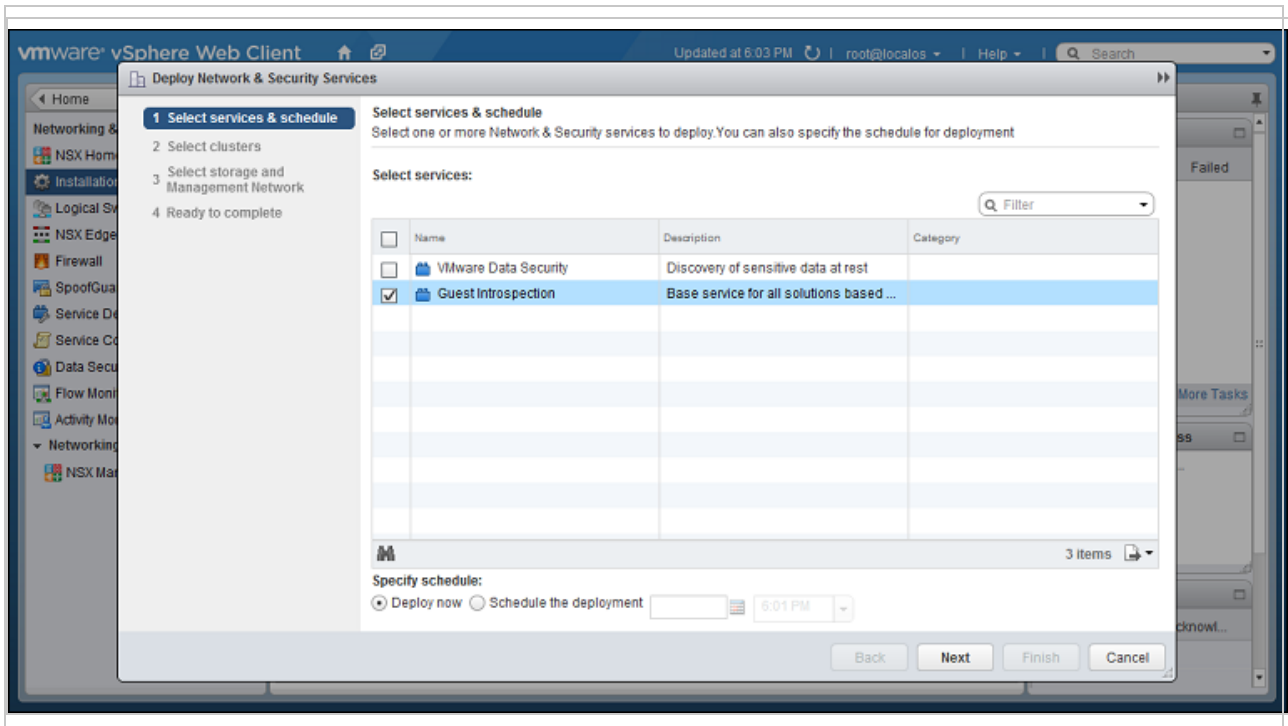 vmware® vSphere Web Client
Updated at 6:03 PM | root@localos | Help | Search
Deploy Network & Security Services
Home
Networking &
NSX Hom
Installation
Logical Sw
NSX Edge
Firewall
SpoofGua
Service De
Service Co
Data Secu
Flow Moni
Activity Mo
Networking
NSX Mar
1 Select services & schedule
2 Select clusters
3 Select storage and
Management Network
4 Ready to complete
Select services & schedule
Select one or more Network & Security services to deploy.You can also specify the schedule for deployment
Select services:
Filter
Name Description Category
VMware Data Security Discovery of sensitive data at rest
Guest Introspection Base service for all solutions based ...
3 items
Specify schedule:
Deploy now Schedule the deployment 6:01 PM
Back Next Finish Cancel
Failed
More Tasks
ss
cknowl...